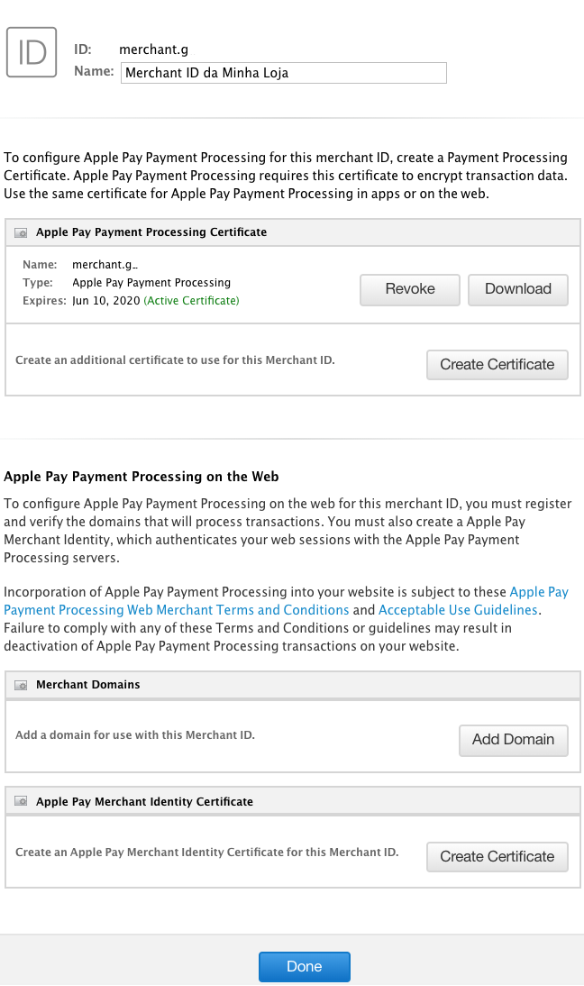 ID
ID: merchant.g
Name: Merchant ID da Minha Loja
To configure Apple Pay Payment Processing for this merchant ID, create a Payment Processing
Certificate. Apple Pay Payment Processing requires this certificate to encrypt transaction data.
Use the same certificate for Apple Pay Payment Processing in apps or on the web.
Apple Pay Payment Processing Certificate
Name: merchant.g..
Type: Apple Pay Payment Processing
Expires: Jun 10, 2020 (Active Certificate)
Revoke
Download
Create an additional certificate to use for this Merchant ID.
Create Certificate
Apple Pay Payment Processing on the Web
To configure Apple Pay Payment Processing on the web for this merchant ID, you must register
and verify the domains that will process transactions. You must also create a Apple Pay
Merchant Identity, which authenticates your web sessions with the Apple Pay Payment
Processing servers.
Incorporation of Apple Pay Payment Processing into your website is subject to these Apple Pay
Payment Processing Web Merchant Terms and Conditions and Acceptable Use Guidelines.
Failure to comply with any of these Terms and Conditions or guidelines may result in
deactivation of Apple Pay Payment Processing transactions on your website.
Merchant Domains
Add a domain for use with this Merchant ID.
Add Domain
Apple Pay Merchant Identity Certificate
Create an Apple Pay Merchant Identity Certificate for this Merchant ID.
Create Certificate
Done